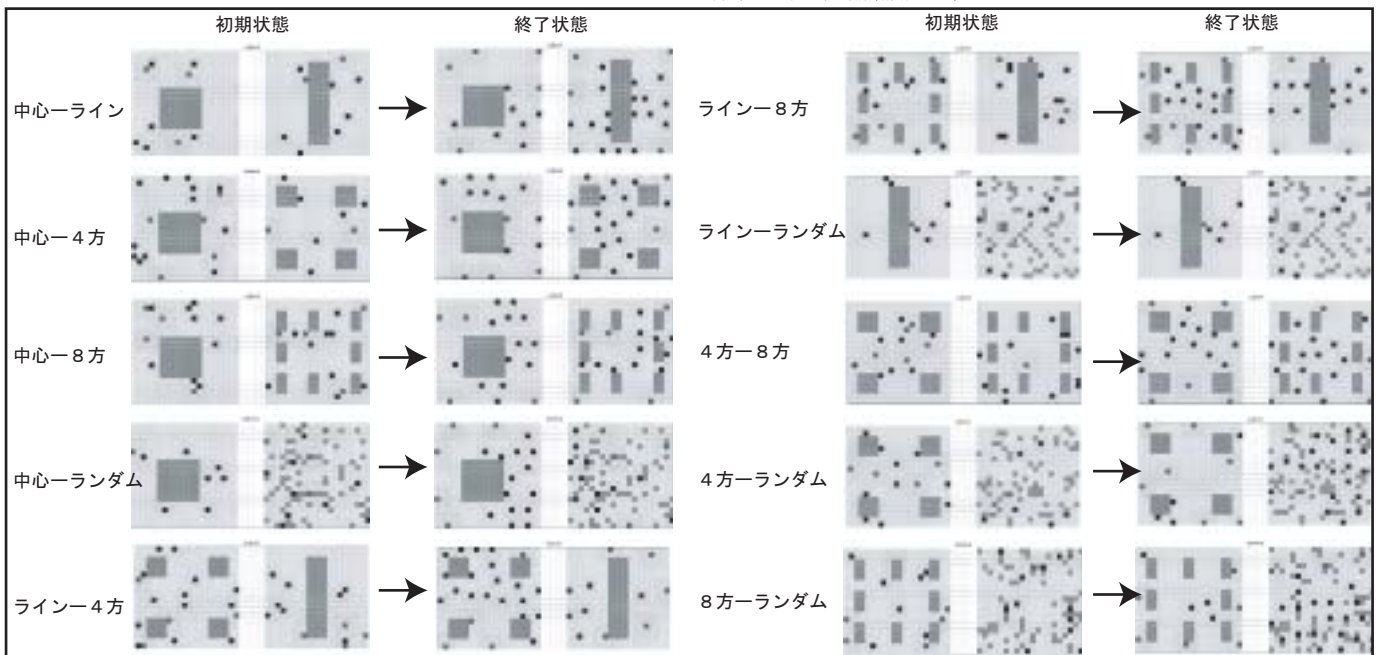 初期状態
終了状態
初期状態
終了状態
中心ーライン
中心ー4方
中心ー8方
中心ーランダム
ラインー4方
ラインー8方
ラインーランダム
4方ー8方
4方ーランダム
8方ーランダム